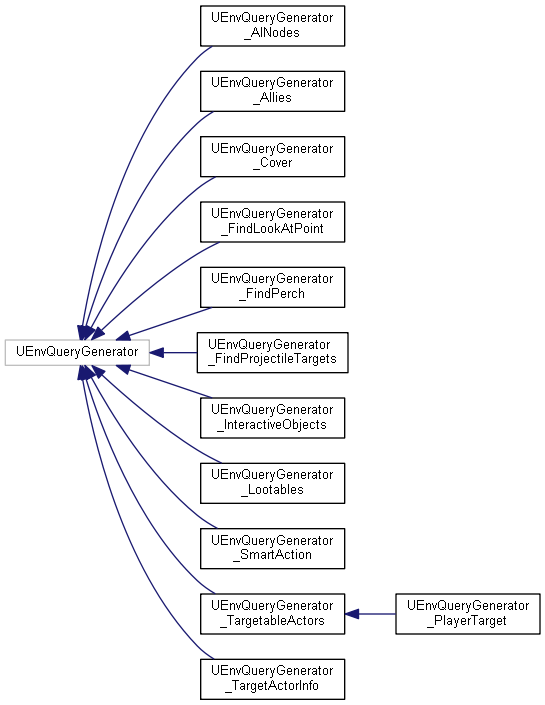 UEnvQueryGenerator
_AINodes
UEnvQueryGenerator
_Allies
UEnvQueryGenerator
_Cover
UEnvQueryGenerator
_FindLookAtPoint
UEnvQueryGenerator
_FindPerch
UEnvQueryGenerator
UEnvQueryGenerator
_FindProjectileTargets
UEnvQueryGenerator
_InteractiveObjects
UEnvQueryGenerator
_Lootables
UEnvQueryGenerator
_SmartAction
UEnvQueryGenerator
_TargetableActors
UEnvQueryGenerator
_PlayerTarget
UEnvQueryGenerator
_TargetActorInfo